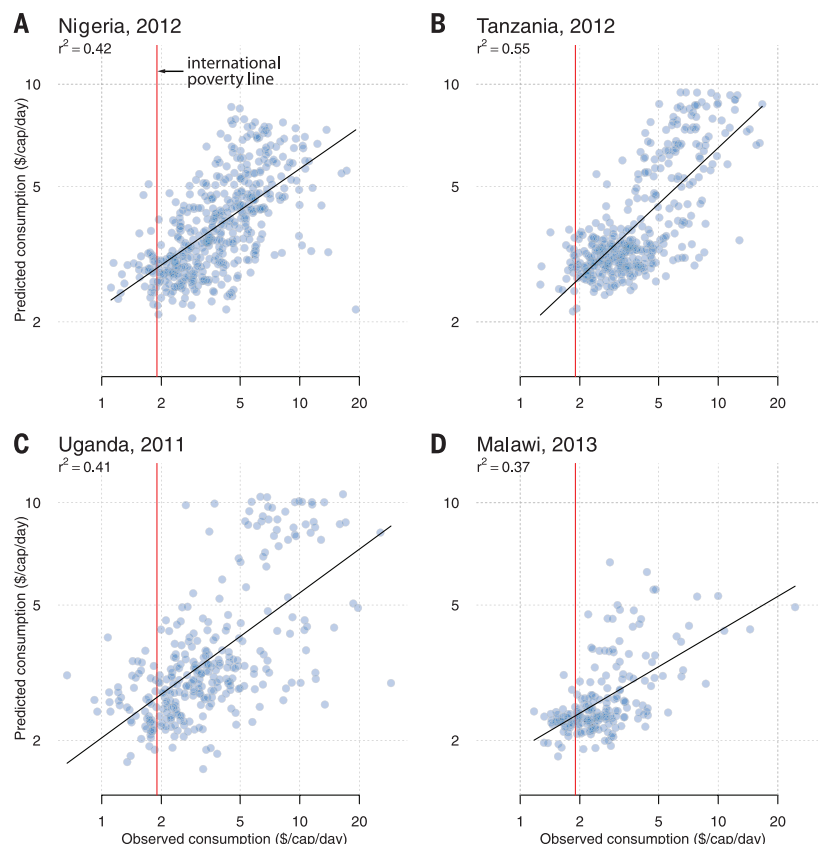 A Nigeria, 2012
r² = 0.42
international
poverty line
Predicted consumption ($/cap/day)
10
5
2
1 2 5 10 20
B Tanzania, 2012
r² = 0.55
10
5
2
1 2 5 10 20
C Uganda, 2011
r² = 0.41
Predicted consumption ($/cap/day)
10
5
2
1 2 5 10 20
Observed consumption ($/cap/day)
D Malawi, 2013
r² = 0.37
10
5
2
1 2 5 10 20
Observed consumption ($/cap/day)